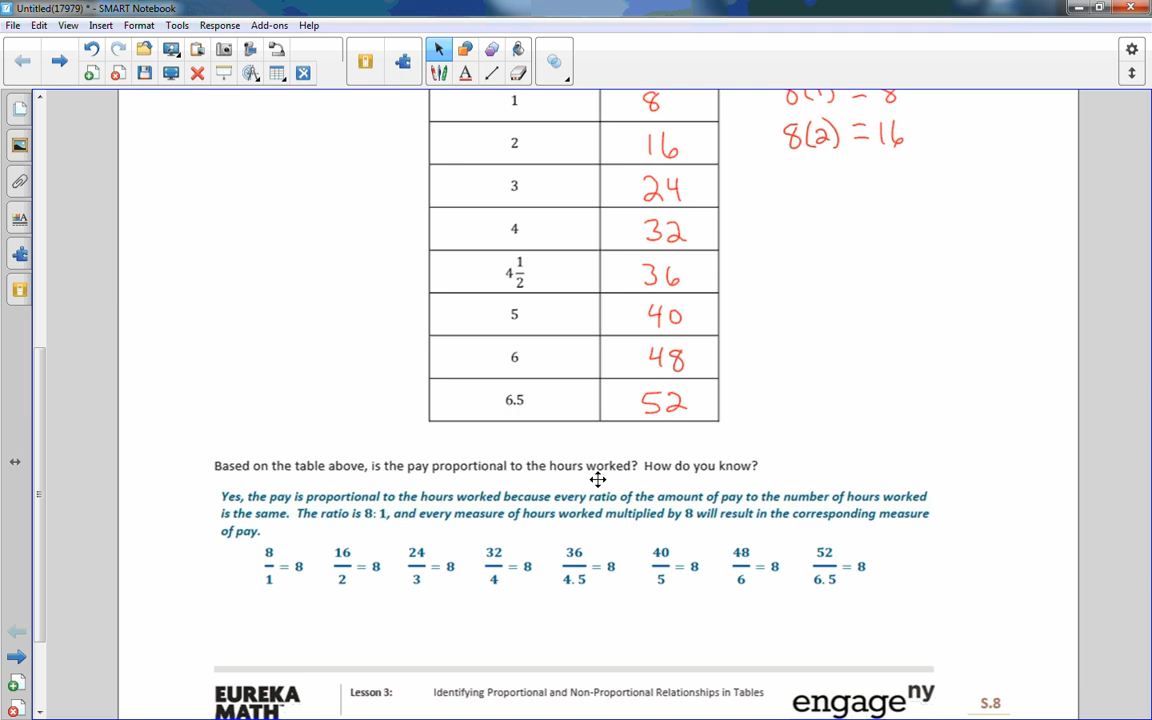 Untitled(17979) * - SMART Notebook
File Edit View Insert Format Tools Response Add-ons Help
1 8
8(1) = 8
2 16
8(2) = 16
3 24
4 32
4 1/2 36
5 40
6 48
6.5 52
Based on the table above, is the pay proportional to the hours worked? How do you know?
Yes, the pay is proportional to the hours worked because every ratio of the amount of pay to the number of hours worked
is the same. The ratio is 8: 1, and every measure of hours worked multiplied by 8 will result in the corresponding measure
of pay.
8/1 = 8 16/2 = 8 24/3 = 8 32/4 = 8 36/4.5 = 8 40/5 = 8 48/6 = 8 52/6.5 = 8
EUREKA
MATH
Lesson 3: Identifying Proportional and Non-Proportional Relationships in Tables
engage ny
S.8